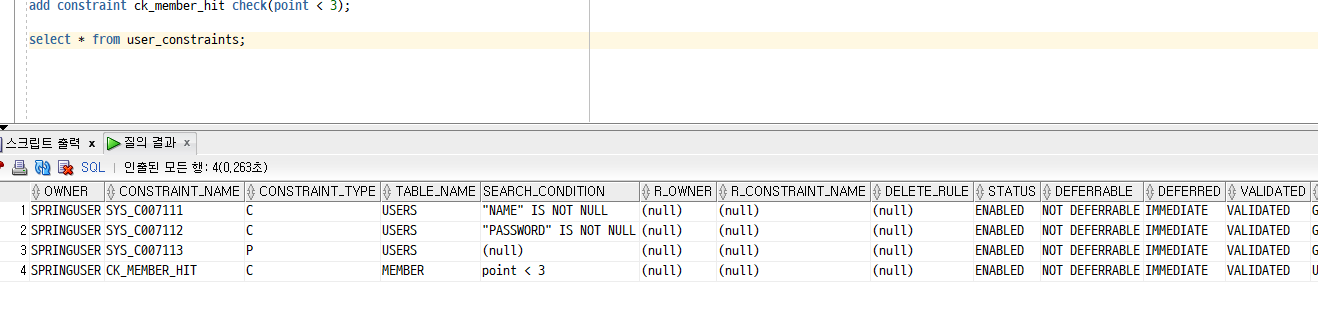 add constraint ck_member_hit check(point < 3);
select * from user_constraints;
스크립트 출력 x 질의 결과 x
SQL | 인출된 모든 행: 4(0,263초)
OWNER CONSTRAINT_NAME CONSTRAINT_TYPE TABLE_NAME SEARCH_CONDITION R_OWNER R_CONSTRAINT_NAME DELETE_RULE STATUS DEFERRABLE DEFERRED VALIDATED
1 SPRINGUSER SYS_C007111 C USERS "NAME" IS NOT NULL (null) (null) (null) ENABLED NOT DEFERRABLE IMMEDIATE VALIDATED G
2 SPRINGUSER SYS_C007112 C USERS "PASSWORD" IS NOT NULL (null) (null) (null) ENABLED NOT DEFERRABLE IMMEDIATE VALIDATED G
3 SPRINGUSER SYS_C007113 P USERS (null) (null) (null) (null) ENABLED NOT DEFERRABLE IMMEDIATE VALIDATED G
4 SPRINGUSER CK_MEMBER_HIT C MEMBER point < 3 (null) (null) (null) ENABLED NOT DEFERRABLE IMMEDIATE VALIDATED U